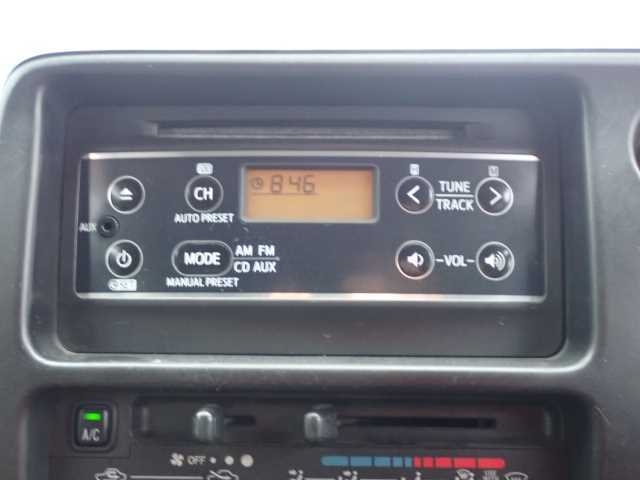 8:46
CH
TUNE
TRACK
AUTO PRESET
AUX
MODE
AM FM
CD AUX
VOL
MANUAL PRESET
A/C
OFF